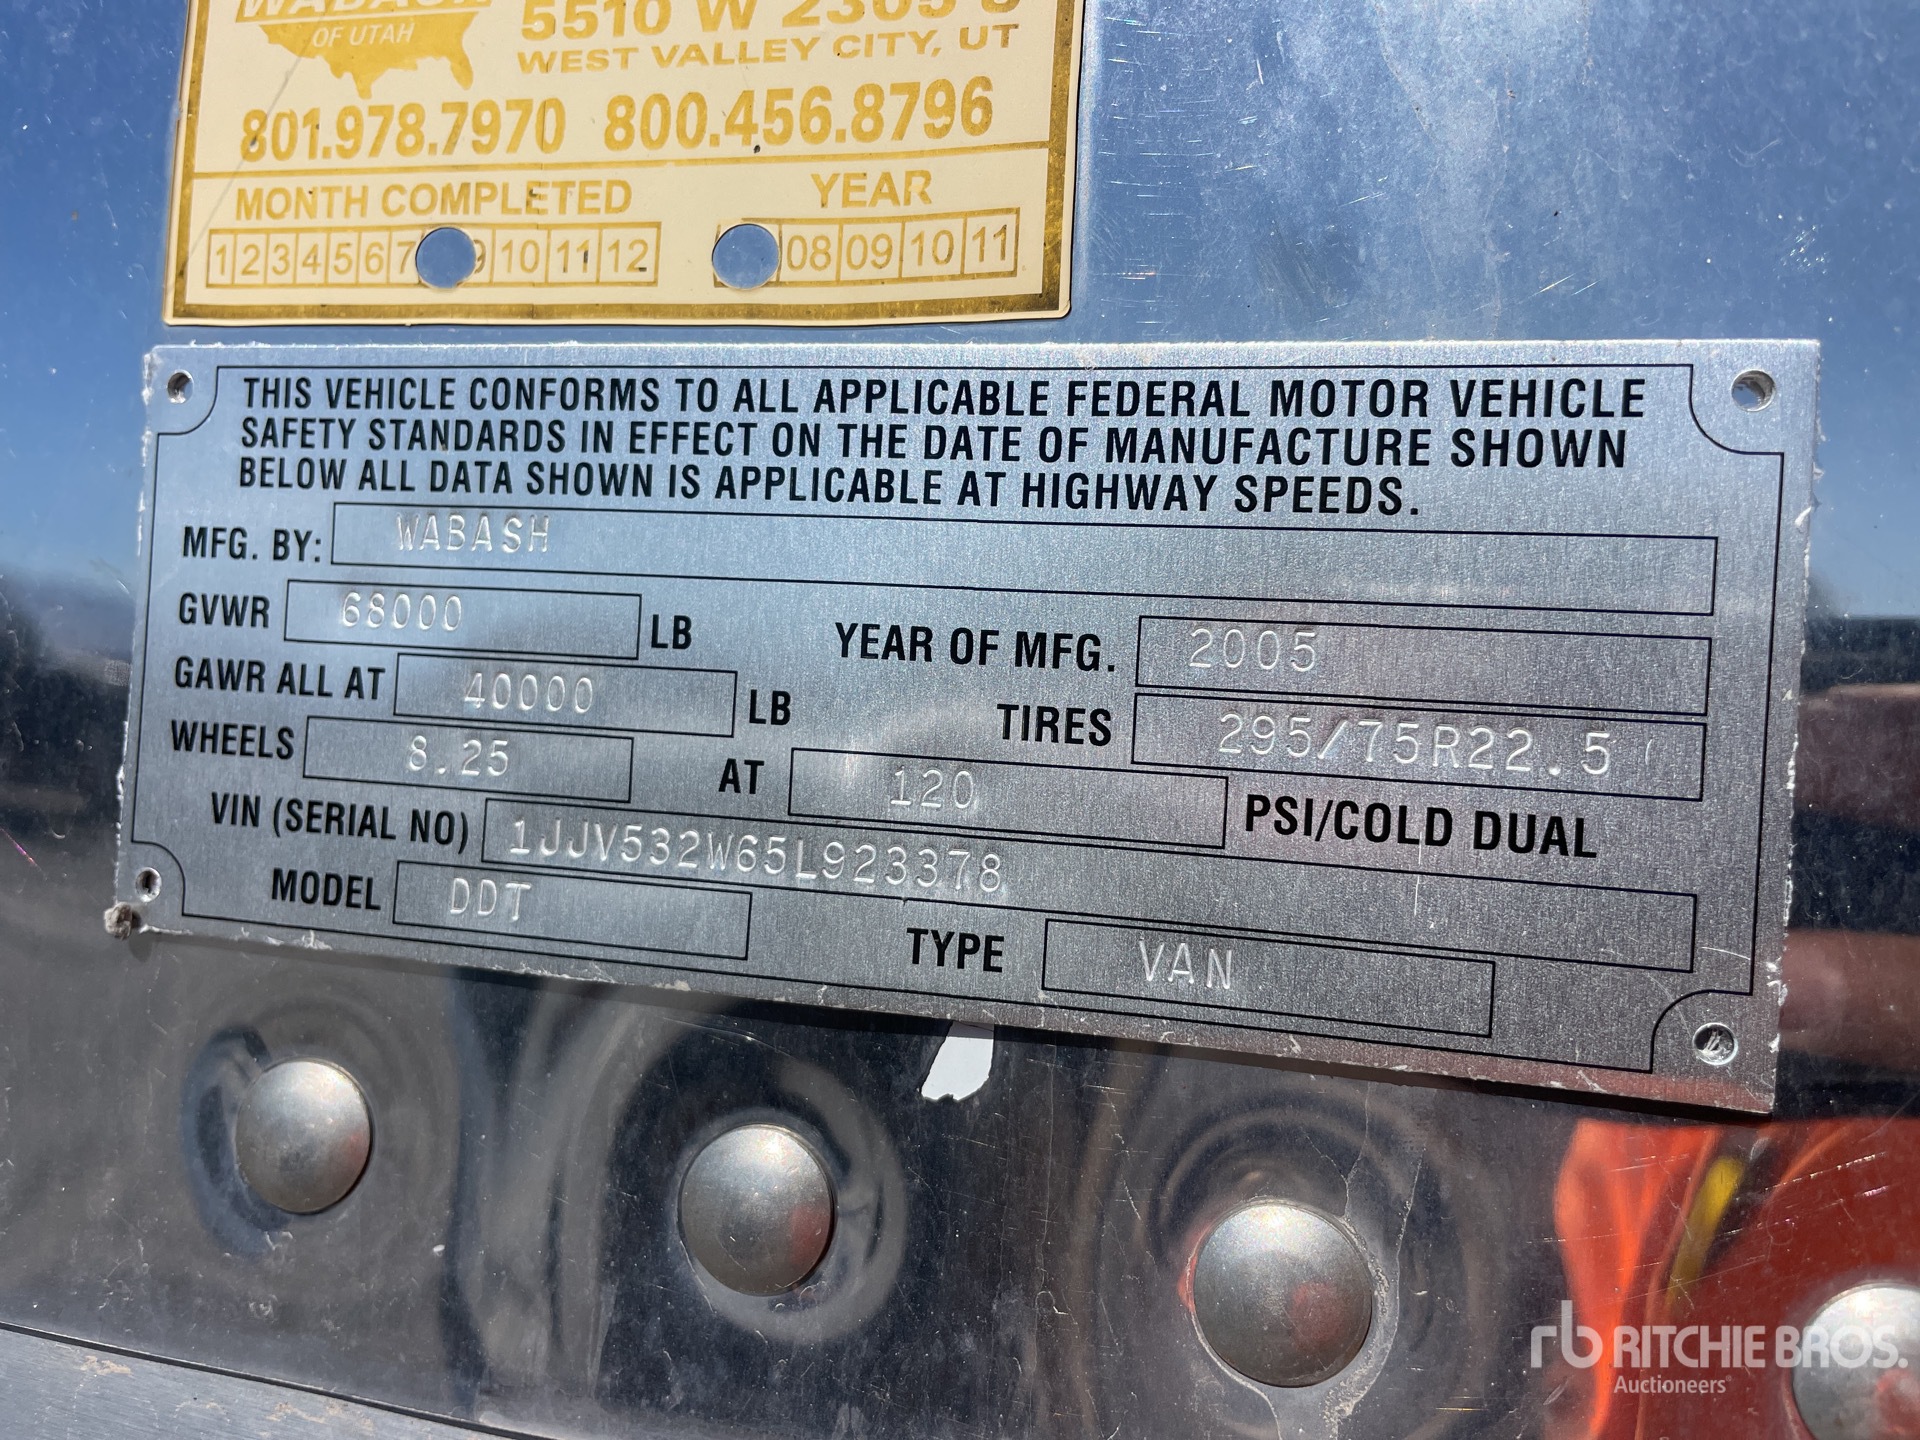 WABASH
OF UTAH
5510 W 2305 S
WEST VALLEY CITY, UT
801.978.7970 800.456.8796
MONTH COMPLETED YEAR
1 2 3 4 5 6 7 9 10 11 12 08 09 10 11
THIS VEHICLE CONFORMS TO ALL APPLICABLE FEDERAL MOTOR VEHICLE
SAFETY STANDARDS IN EFFECT ON THE DATE OF MANUFACTURE SHOWN
BELOW ALL DATA SHOWN IS APPLICABLE AT HIGHWAY SPEEDS.
MFG. BY: WABASH
GVWR 68000 LB YEAR OF MFG. 2005
GAWR ALL AT 40000 LB TIRES 295/75R22.5
WHEELS 8.25 AT 120 PSI/COLD DUAL
VIN (SERIAL NO) 1JJV532W65L923378
MODEL DDT TYPE VAN
rb RITCHIE BROS.
Auctioneers